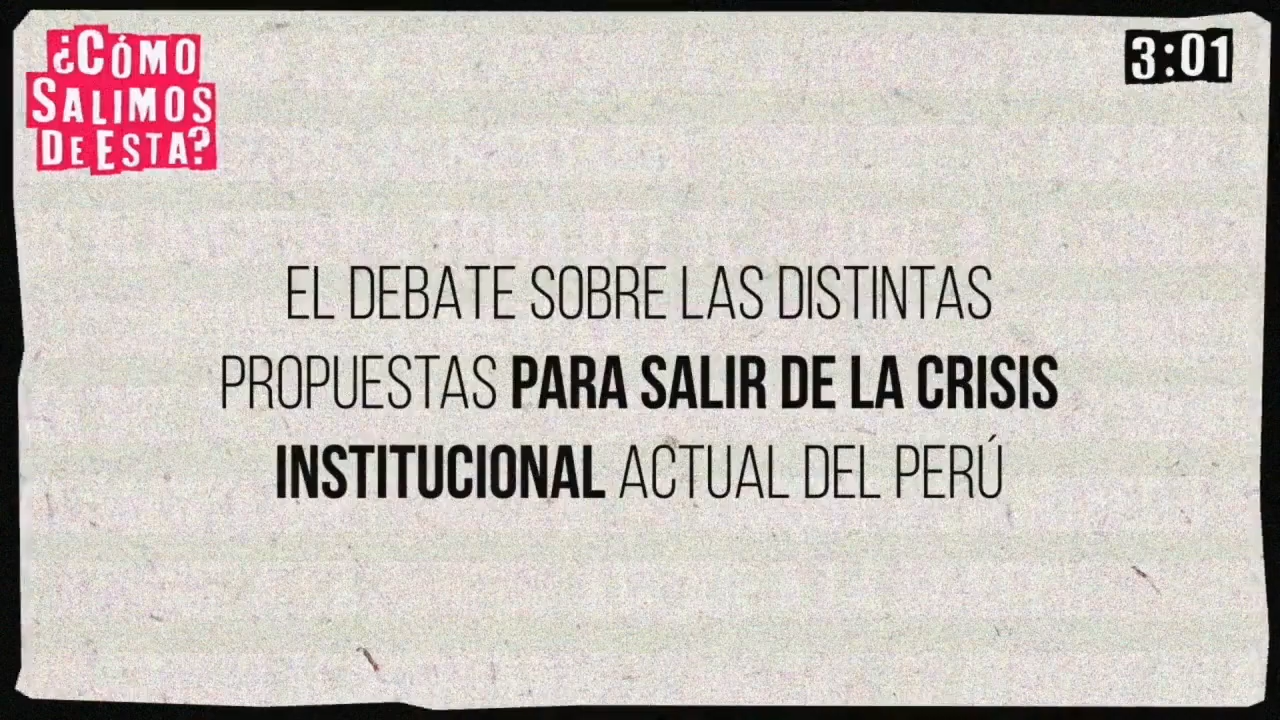 ¿CÓMO
SALIMOS
DE ESTA?
3:01
EL DEBATE SOBRE LAS DISTINTAS
PROPUESTAS PARA SALIR DE LA CRISIS
INSTITUCIONAL ACTUAL DEL PERÚ